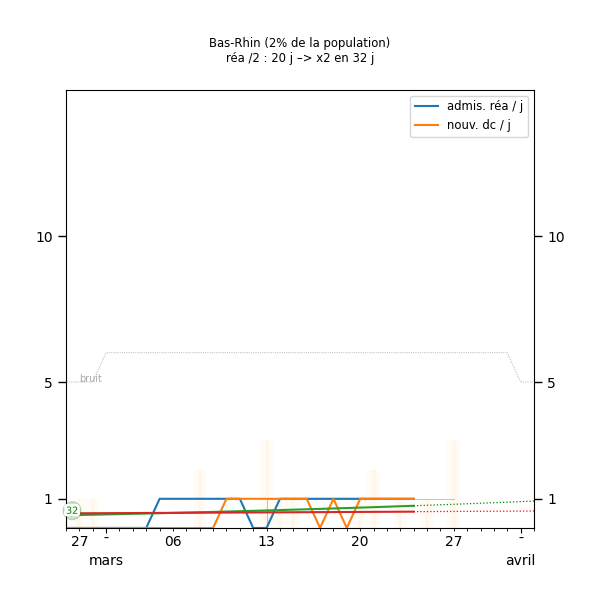 Bas-Rhin (2% de la population)
réa /2 : 20 j –> x2 en 32 j
admis. réa / j
nouv. dc / j
10 10
5 5
bruit
1 1
32
27 - 06 13 20 27 -
mars avril